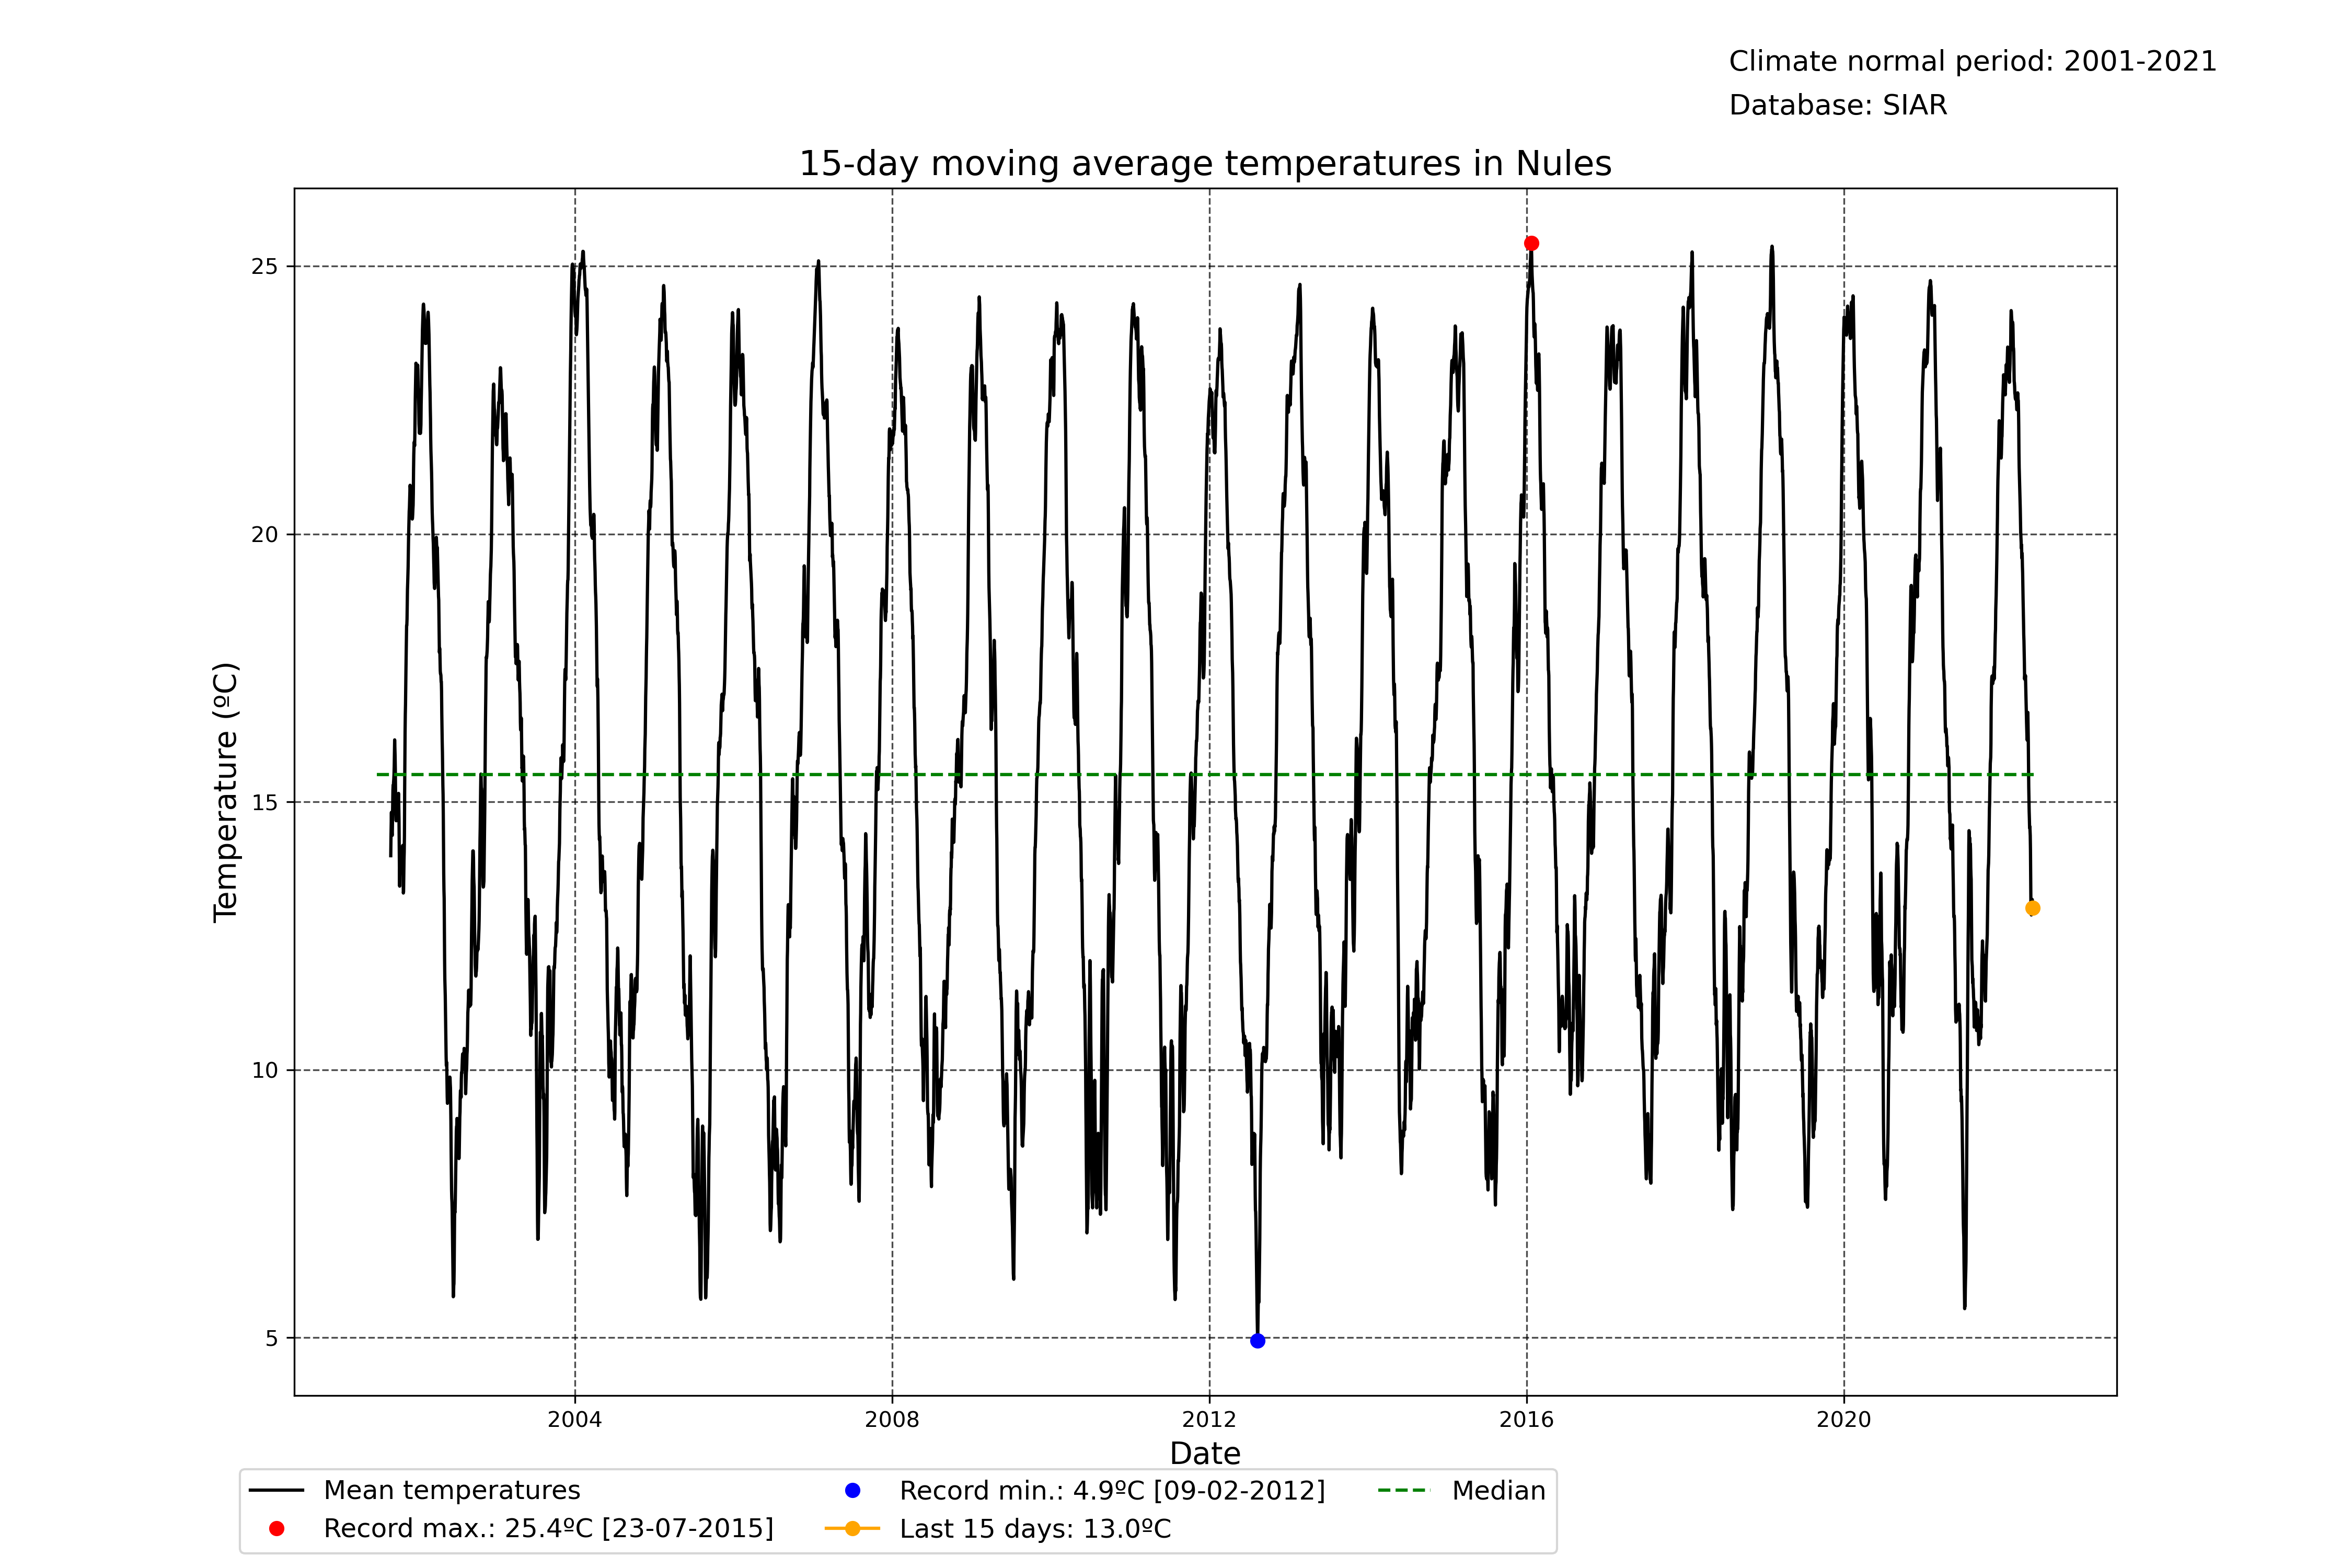 Climate normal period: 2001-2021
Database: SIAR
15-day moving average temperatures in Nules
Temperature (ºC)
25
20
15
10
5
2004 2008 2012 2016 2020
Date
Mean temperatures
Record max.: 25.4ºC [23-07-2015]
Record min.: 4.9ºC [09-02-2012]
Last 15 days: 13.0ºC
Median